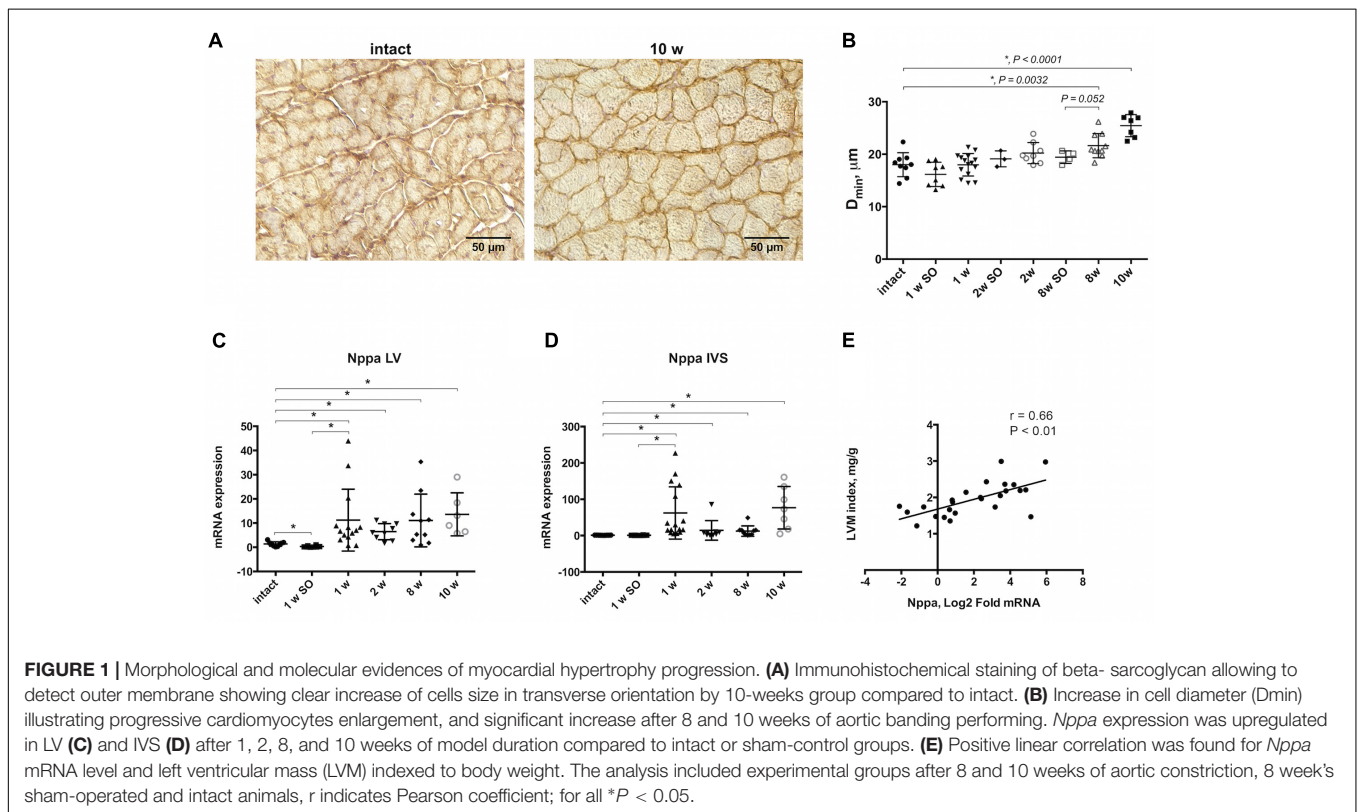 A
intact
10 w
50 µm
50 µm
B
*, P < 0.0001
*, P = 0.0032
P = 0.052
30
20
10
0
Dmin, µm
intact
1 w SO
1 w
2w SO
2w
8w SO
8w
10w
C
Nppa LV
*
*
*
*
*
*
50
40
30
20
10
0
-10
mRNA expression
intact
1 w SO
1 w
2 w
8 w
10 w
D
Nppa IVS
*
*
*
*
*
300
200
100
0
-100
mRNA expression
intact
1 w SO
1 w
2 w
8 w
10 w
E
r = 0.66
P < 0.01
4
3
2
1
LVM index, mg/g
-4 -2 0 2 4 6 8
Nppa, Log2 Fold mRNA
FIGURE 1 | Morphological and molecular evidences of myocardial hypertrophy progression. (A) Immunohistochemical staining of beta- sarcoglycan allowing to
detect outer membrane showing clear increase of cells size in transverse orientation by 10-weeks group compared to intact. (B) Increase in cell diameter (Dmin)
illustrating progressive cardiomyocytes enlargement, and significant increase after 8 and 10 weeks of aortic banding performing. Nppa expression was upregulated
in LV (C) and IVS (D) after 1, 2, 8, and 10 weeks of model duration compared to intact or sham-control groups. (E) Positive linear correlation was found for Nppa
mRNA level and left ventricular mass (LVM) indexed to body weight. The analysis included experimental groups after 8 and 10 weeks of aortic constriction, 8 week's
sham-operated and intact animals, r indicates Pearson coefficient; for all *P < 0.05.